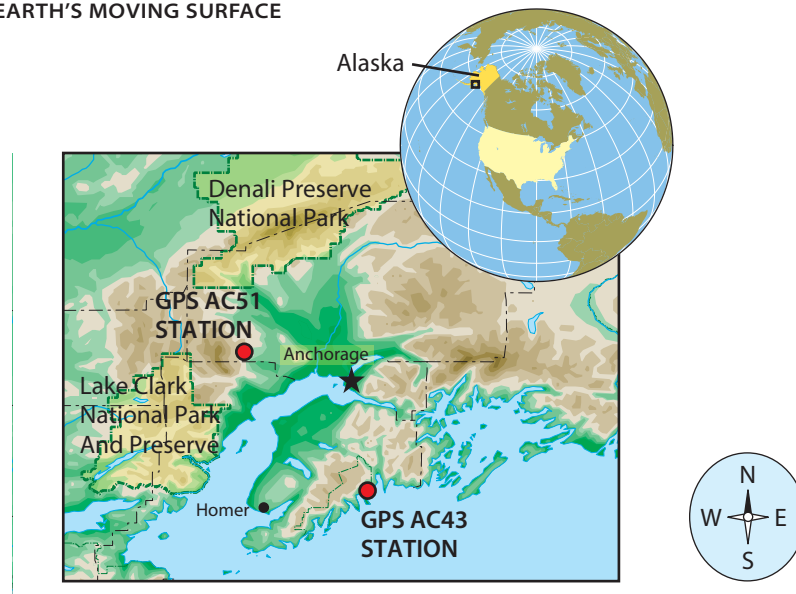 EARTH'S MOVING SURFACE
Alaska
Denali Preserve
National Park
GPS AC51
STATION
Anchorage
Lake Clark
National Park
And Preserve
Homer
GPS AC43
STATION
N
W E
S